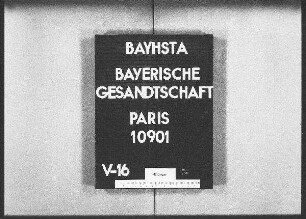 BAYHSTA
BAYERISCHE
GESANDTSCHAFT
PARIS
10901
V-16